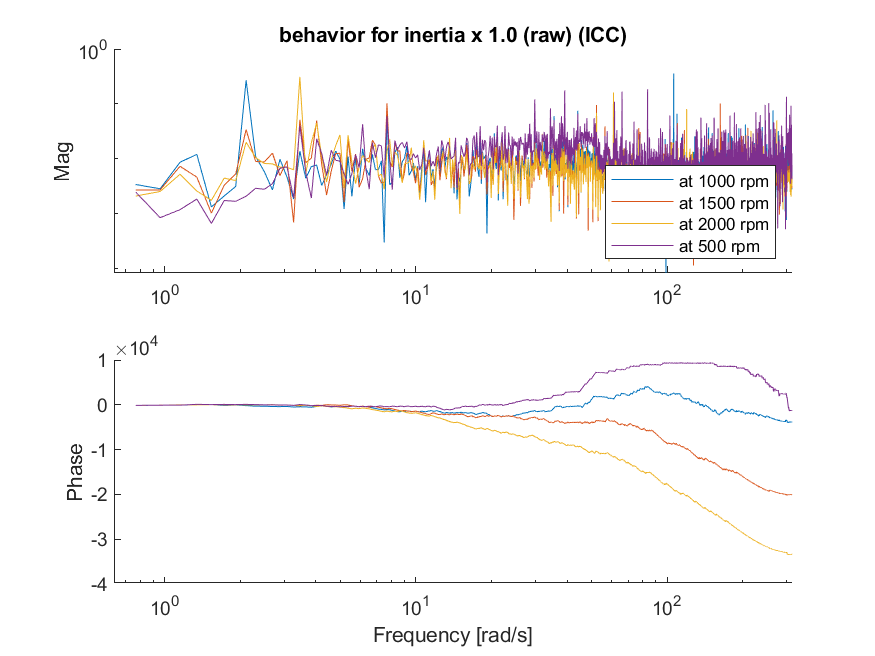 behavior for inertia x 1.0 (raw) (ICC)
10^0
Mag
at 1000 rpm
at 1500 rpm
at 2000 rpm
at 500 rpm
10^0 10^1 10^2
×10^4
1
0
-1
-2
-3
-4
Phase
10^0 10^1 10^2
Frequency [rad/s]